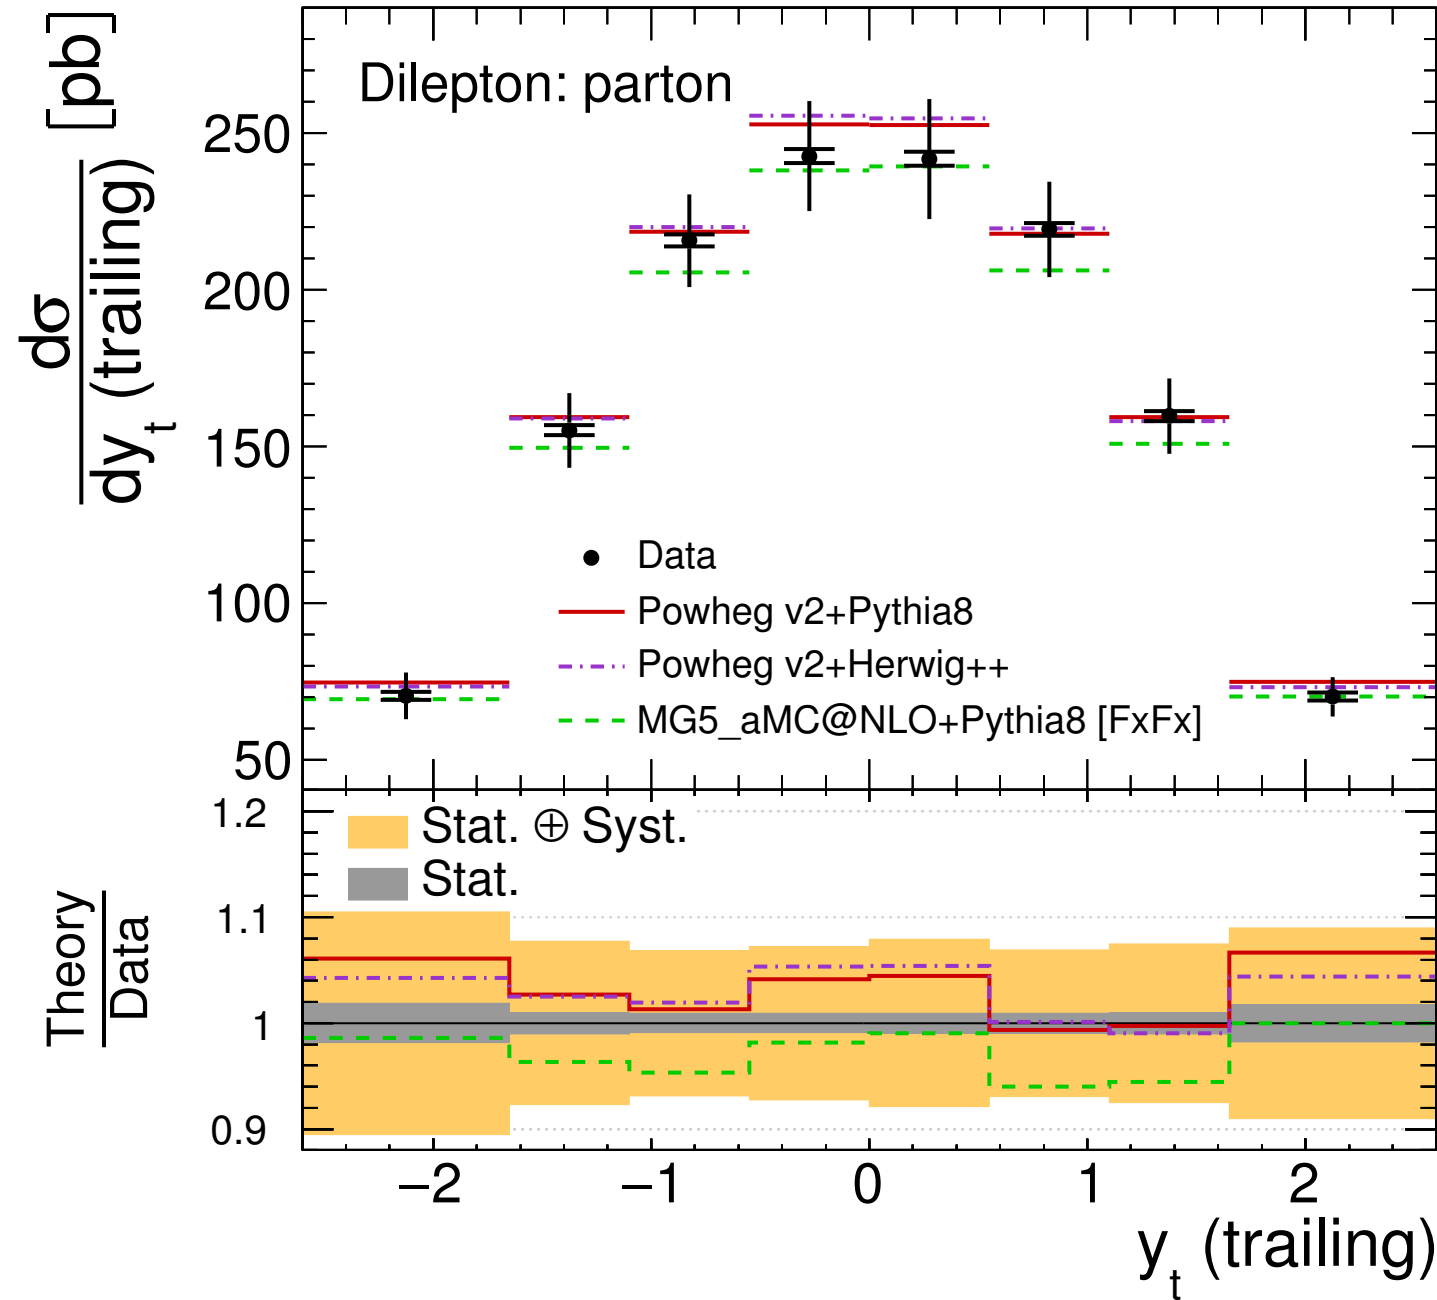 dσ
dy_t (trailing) [pb]
Dilepton: parton
250
200
150
100
50
Data
Powheg v2+Pythia8
Powheg v2+Herwig++
MG5_aMC@NLO+Pythia8 [FxFx]
Theory
Data
1.2
1.1
1
0.9
Stat. ⊕ Syst.
Stat.
−2 −1 0 1 2
y_t (trailing)